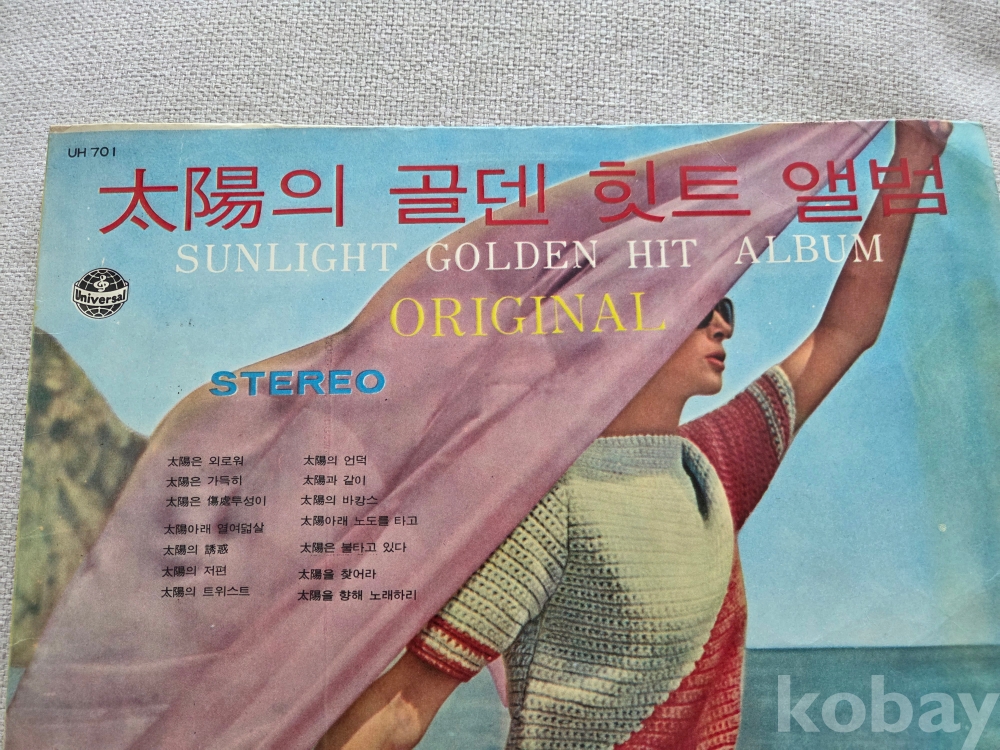 UH 701
太陽의 골덴 힛트 앨범
SUNLIGHT GOLDEN HIT ALBUM
Universal
ORIGINAL
STEREO
太陽은 외로워
太陽은 가득히
太陽은 傷處투성이
太陽아래 열여덟살
太陽의 誘惑
太陽의 저편
太陽의 트위스트
太陽의 언덕
太陽과 같이
太陽의 바캉스
太陽아래 노도를 타고
太陽은 불타고 있다
太陽을 찾어라
太陽을 향해 노래하리
kobay